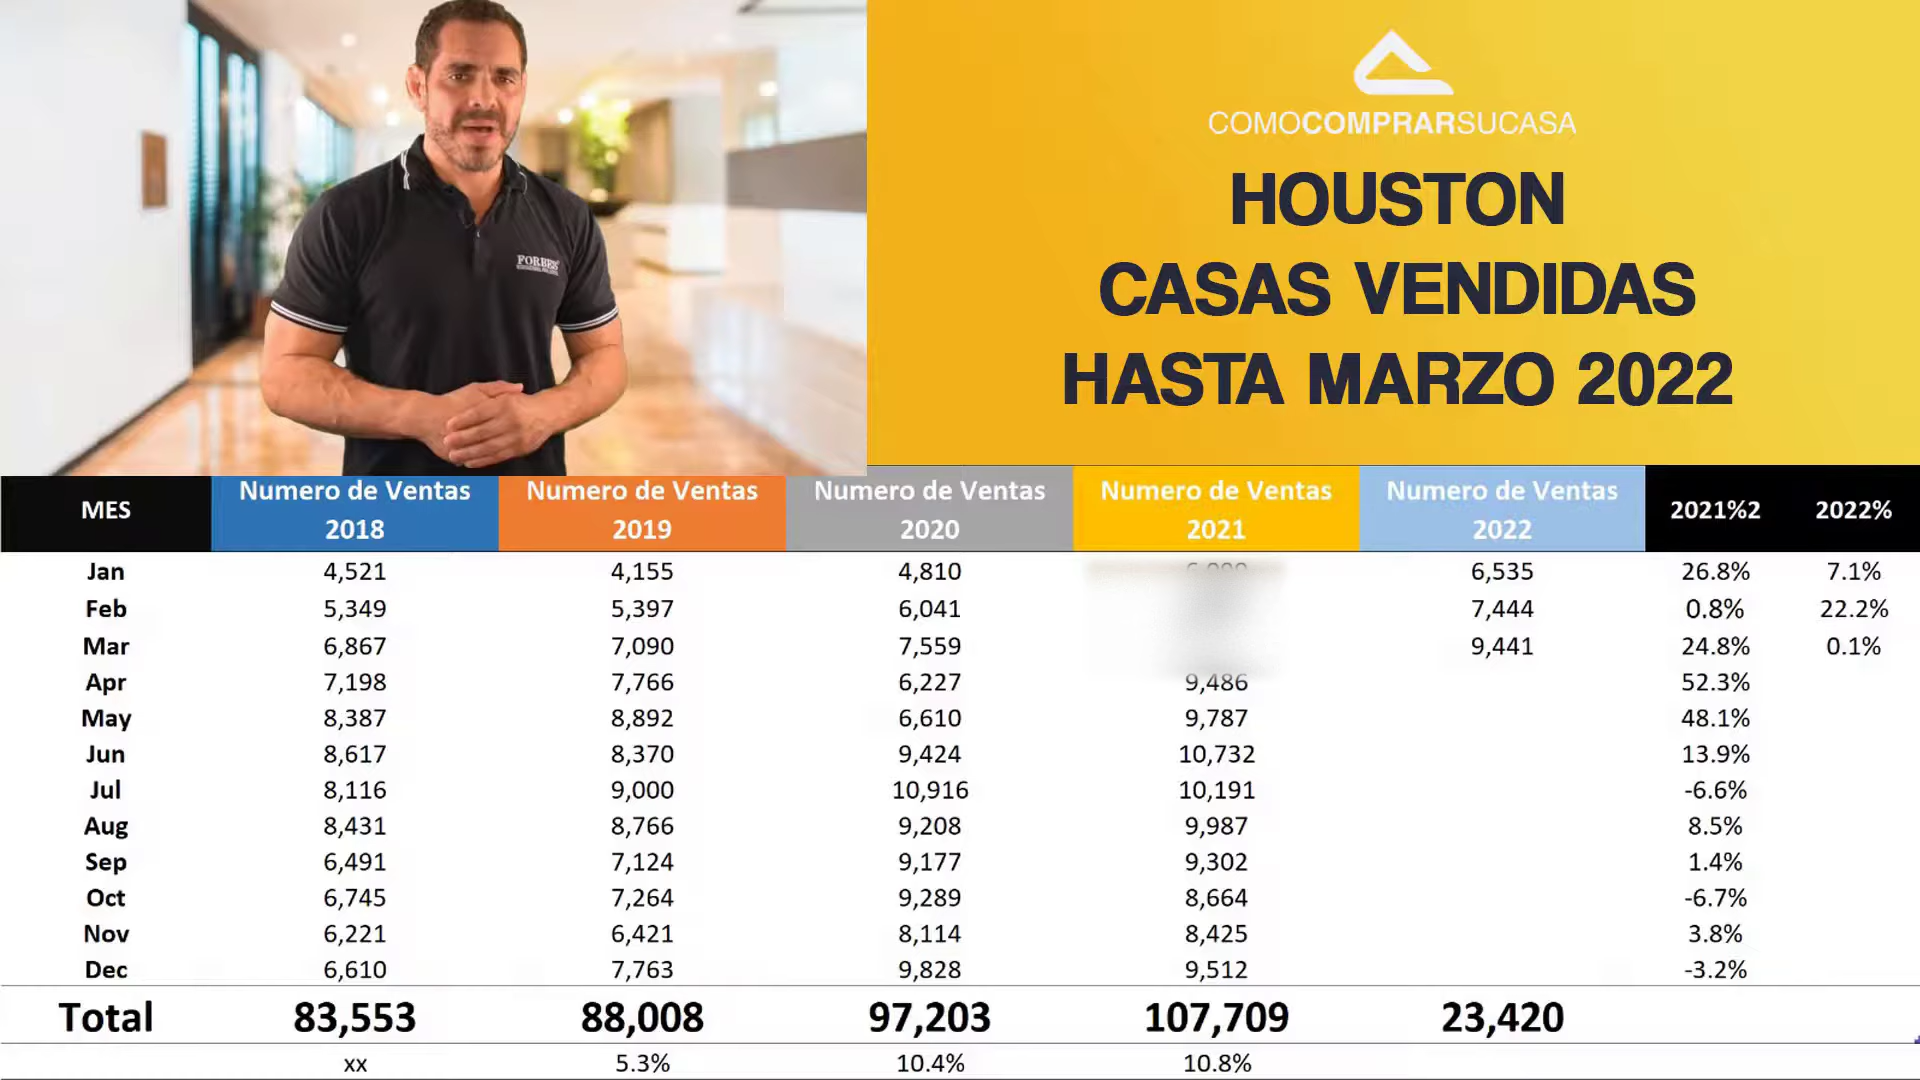 FORBES
COMOCOMPRARSUCASA
HOUSTON
CASAS VENDIDAS
HASTA MARZO 2022
MES Numero de Ventas 2018 Numero de Ventas 2019 Numero de Ventas 2020 Numero de Ventas 2021 Numero de Ventas 2022 2021%2 2022%
Jan 4,521 4,155 4,810 6,535 26.8% 7.1%
Feb 5,349 5,397 6,041 7,444 0.8% 22.2%
Mar 6,867 7,090 7,559 9,441 24.8% 0.1%
Apr 7,198 7,766 6,227 9,486 52.3%
May 8,387 8,892 6,610 9,787 48.1%
Jun 8,617 8,370 9,424 10,732 13.9%
Jul 8,116 9,000 10,916 10,191 -6.6%
Aug 8,431 8,766 9,208 9,987 8.5%
Sep 6,491 7,124 9,177 9,302 1.4%
Oct 6,745 7,264 9,289 8,664 -6.7%
Nov 6,221 6,421 8,114 8,425 3.8%
Dec 6,610 7,763 9,828 9,512 -3.2%
Total 83,553 88,008 97,203 107,709 23,420
xx 5.3% 10.4% 10.8%